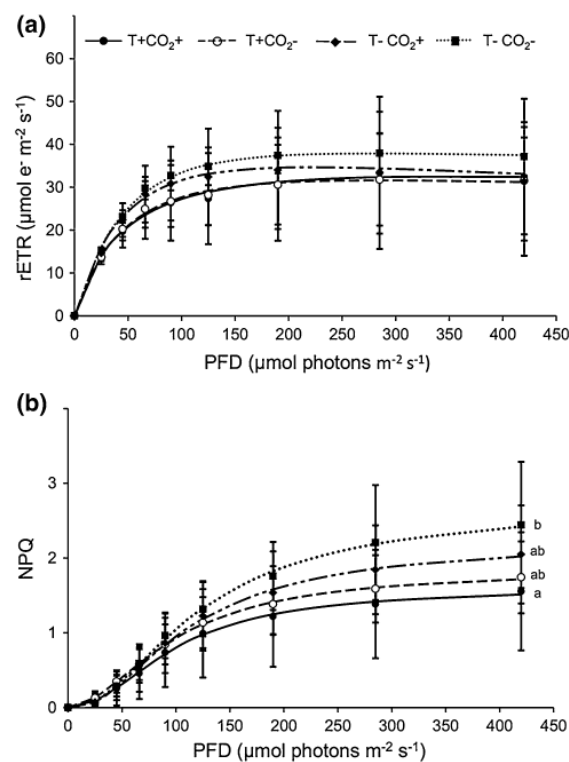 (a)
T+CO₂+ T+CO₂- T- CO₂+ T- CO₂-
60
50
40
30
20
10
0
rETR (µmol e⁻ m⁻² s⁻¹)
0 50 100 150 200 250 300 350 400 450
PFD (µmol photons m⁻² s⁻¹)
(b)
4
3
2
1
0
NPQ
b
ab
ab
a
0 50 100 150 200 250 300 350 400 450
PFD (µmol photons m⁻² s⁻¹)